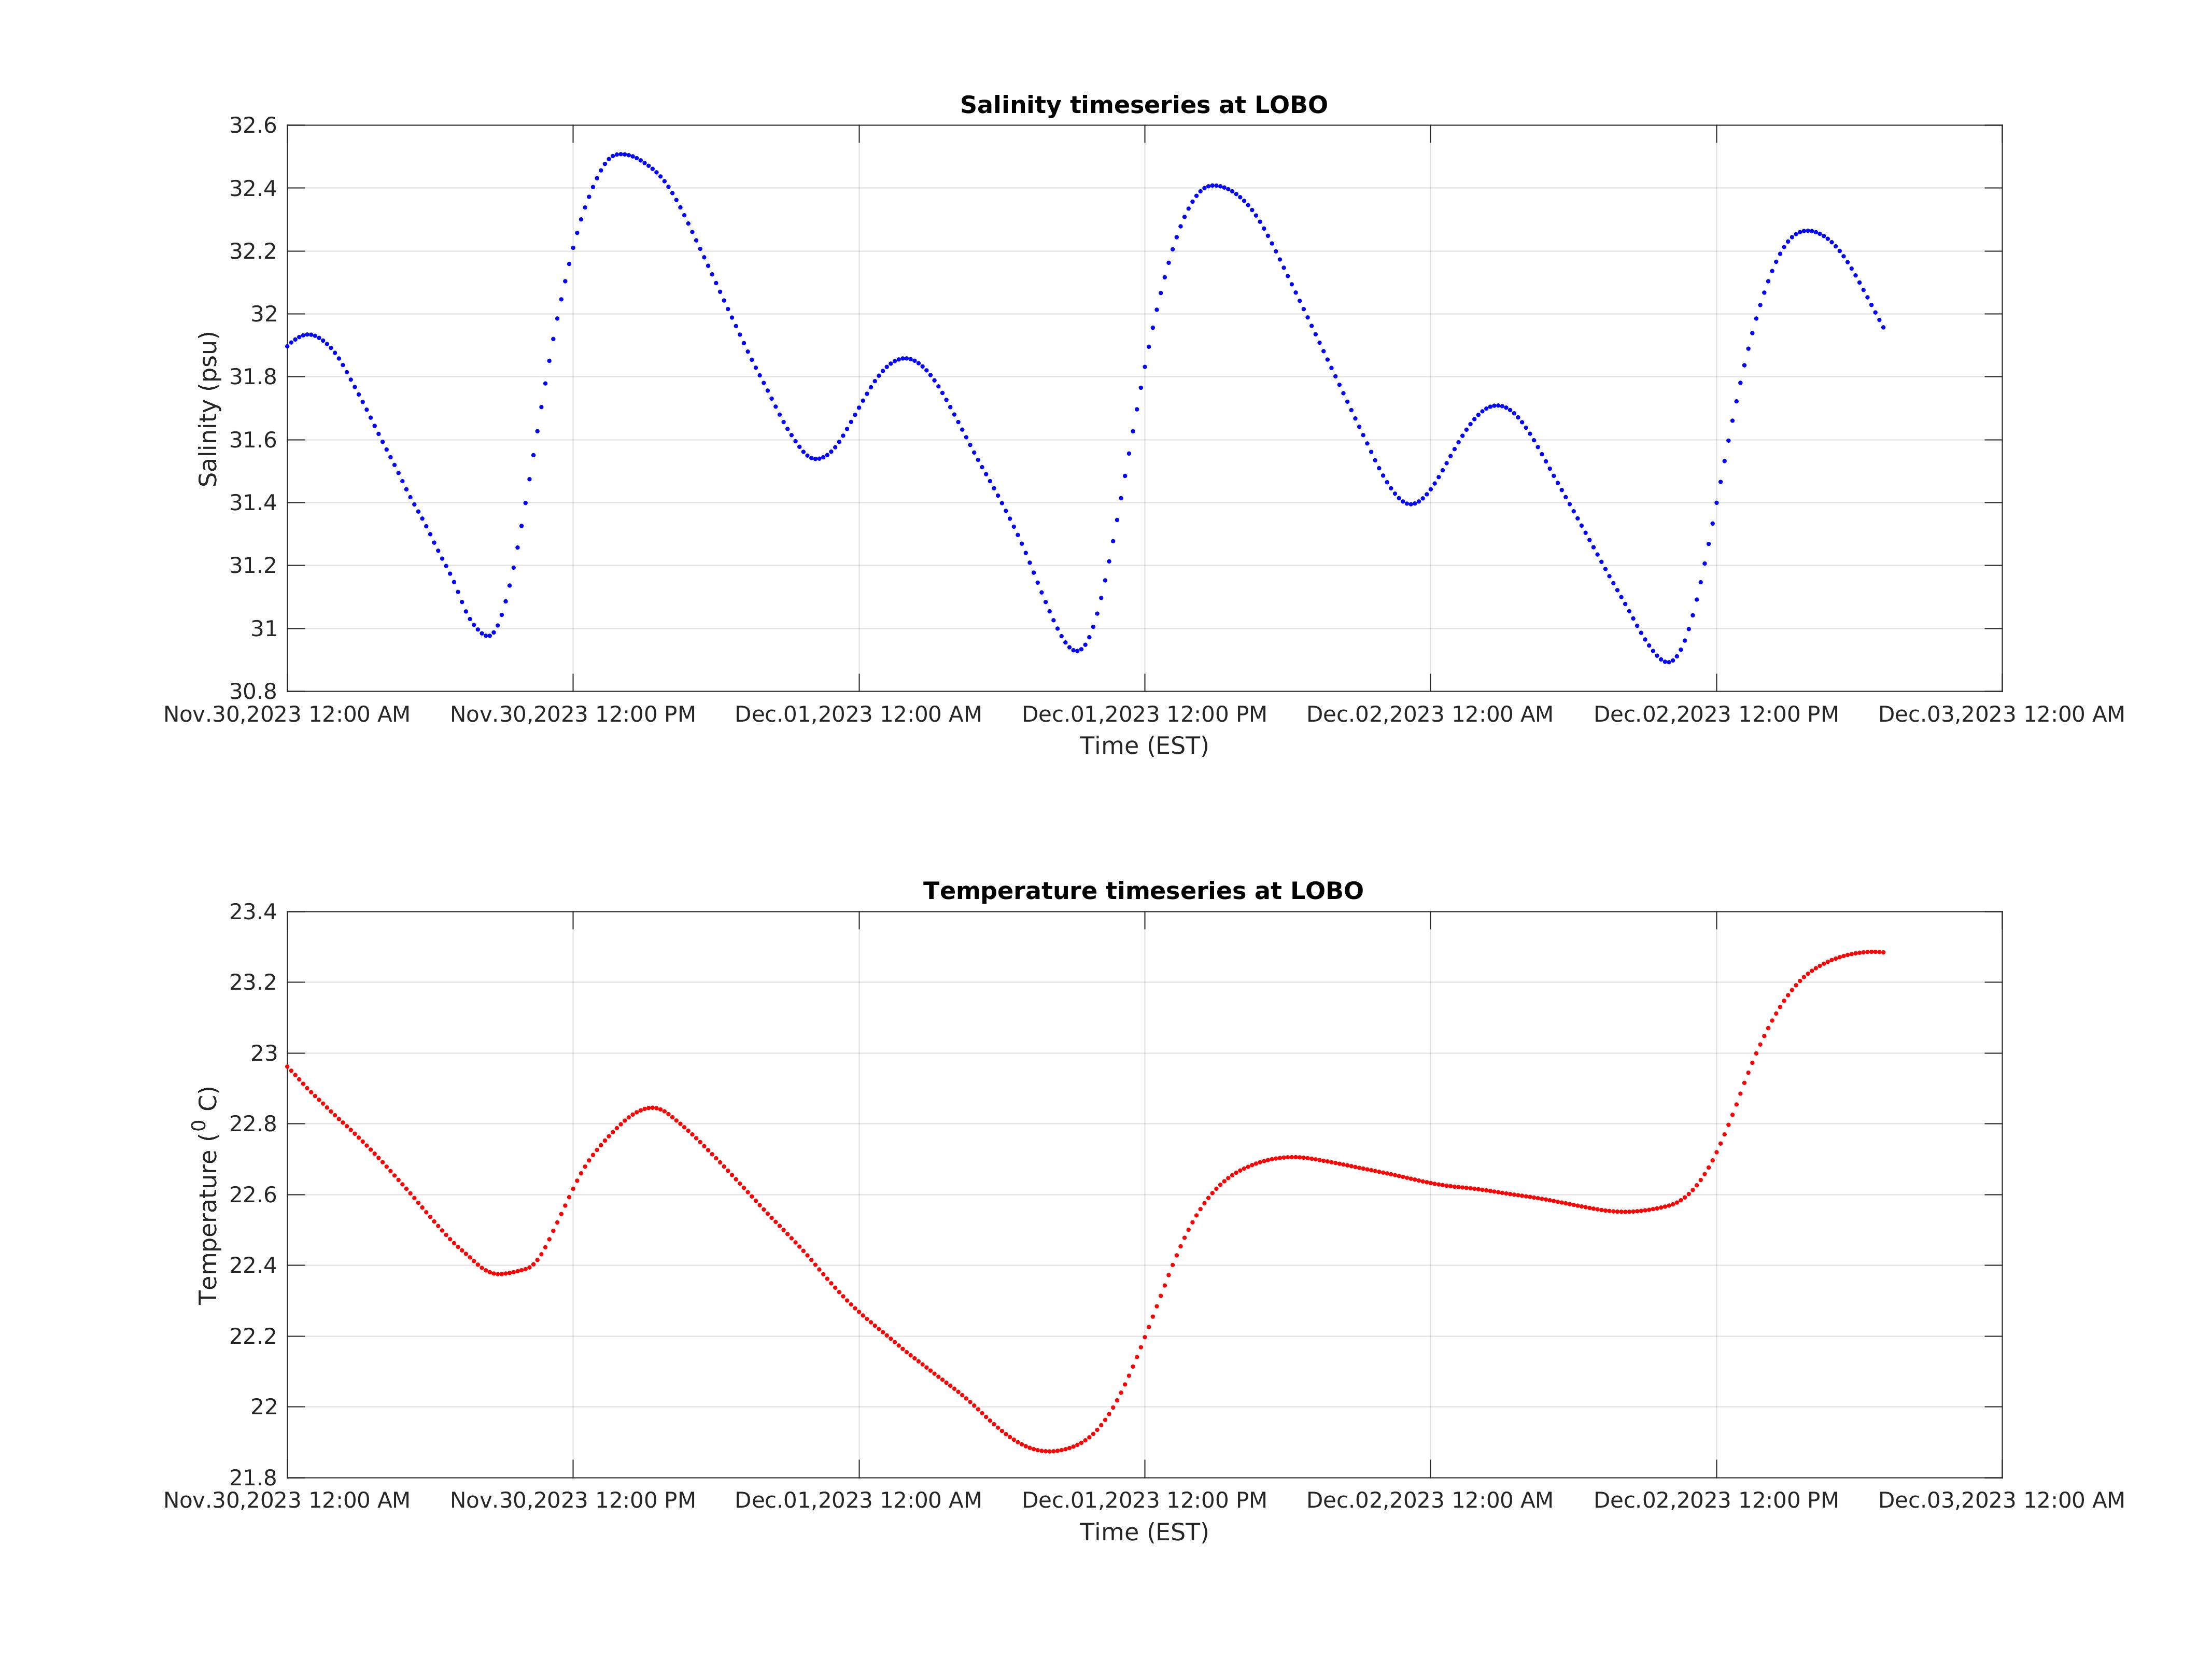 Salinity timeseries at LOBO
32.6
32.4
32.2
32
31.8
31.6
31.4
31.2
31
30.8
Salinity (psu)
Nov.30,2023 12:00 AM Nov.30,2023 12:00 PM Dec.01,2023 12:00 AM Dec.01,2023 12:00 PM Dec.02,2023 12:00 AM Dec.02,2023 12:00 PM Dec.03,2023 12:00 AM
Time (EST)
Temperature timeseries at LOBO
23.4
23.2
23
22.8
22.6
22.4
22.2
22
21.8
Temperature (⁰ C)
Nov.30,2023 12:00 AM Nov.30,2023 12:00 PM Dec.01,2023 12:00 AM Dec.01,2023 12:00 PM Dec.02,2023 12:00 AM Dec.02,2023 12:00 PM Dec.03,2023 12:00 AM
Time (EST)